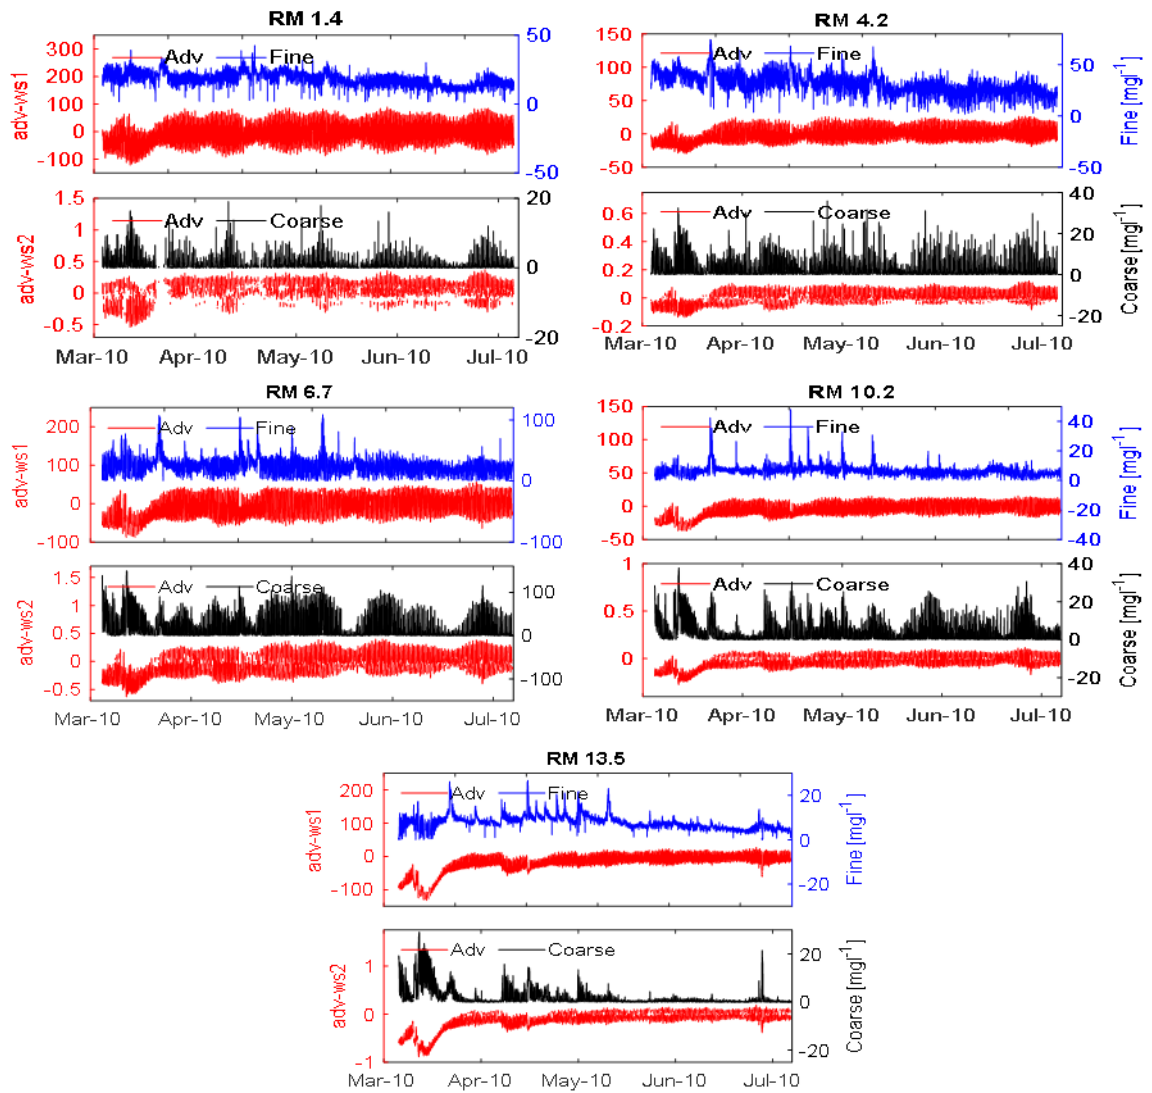 RM 1.4
RM 4.2
300
200
100
0
-100
adv-ws1
Adv
Fine
50
0
-50
150
100
50
0
-50
Adv
Fine
50
0
-50
Fine [mgl-1]
1.5
1
0.5
0
-0.5
adv-ws2
Adv
Coarse
20
0
-20
Mar-10 Apr-10 May-10 Jun-10 Jul-10
0.6
0.4
0.2
0
-0.2
Adv
Coarse
40
20
0
-20
Coarse [mgl-1]
Mar-10 Apr-10 May-10 Jun-10 Jul-10
RM 6.7
RM 10.2
200
100
0
-100
adv-ws1
Adv
Fine
100
0
-100
150
100
50
0
-50
Adv
Fine
40
20
0
-20
-40
Fine [mgl-1]
1.5
1
0.5
0
-0.5
adv-ws2
Adv
Coarse
100
0
-100
Mar-10 Apr-10 May-10 Jun-10 Jul-10
1
0.5
0
Adv
Coarse
40
20
0
-20
Coarse [mgl-1]
Mar-10 Apr-10 May-10 Jun-10 Jul-10
RM 13.5
200
100
0
-100
adv-ws1
Adv
Fine
20
0
-20
Fine [mgl-1]
1
0
-1
adv-ws2
Adv
Coarse
20
0
-20
Coarse [mgl-1]
Mar-10 Apr-10 May-10 Jun-10 Jul-10